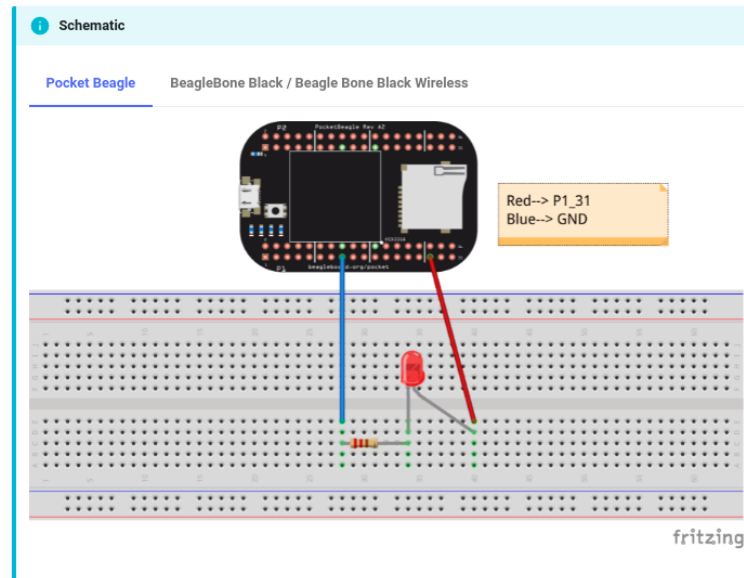 Schematic
Pocket Beagle
BeagleBone Black / Beagle Bone Black Wireless
P2 PocketBeagle Rev A2
Red--> P1_31
Blue--> GND
P1 beagleboard.org/pocket
fritzing